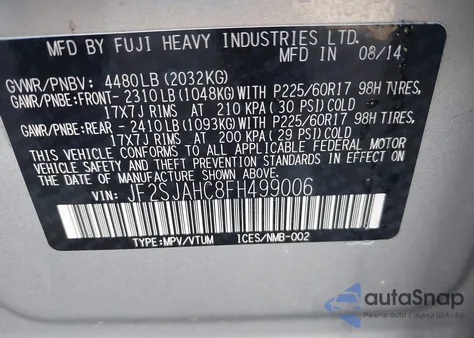 MFD BY FUJI HEAVY INDUSTRIES LTD.
MFD IN 08/14
GVWR/PNBV: 4480LB (2032KG)
GAWR/PNBE:FRONT- 2310LB (1048KG)WITH P225/60R17 98H TIRES,
17X7J RIMS AT 210 KPA (30 PSI)COLD
GAWR/PNBE:REAR - 2410LB (1093KG)WITH P225/60R17 98H TIRES,
17X7J RIMS AT 200 KPA (29 PSI)COLD
THIS VEHICLE CONFORMS TO ALL APPLICABLE FEDERAL MOTOR
VEHICLE SAFETY, BUMPER, AND THEFT PREVENTION STANDARDS
IN EFFECT ON THE DATE OF MANUFACTURE SHOWN ABOVE.
VIN: JF2SJAHC8FH499006
TYPE:MPV/VTUM ICES/NMB-002
autoSnap